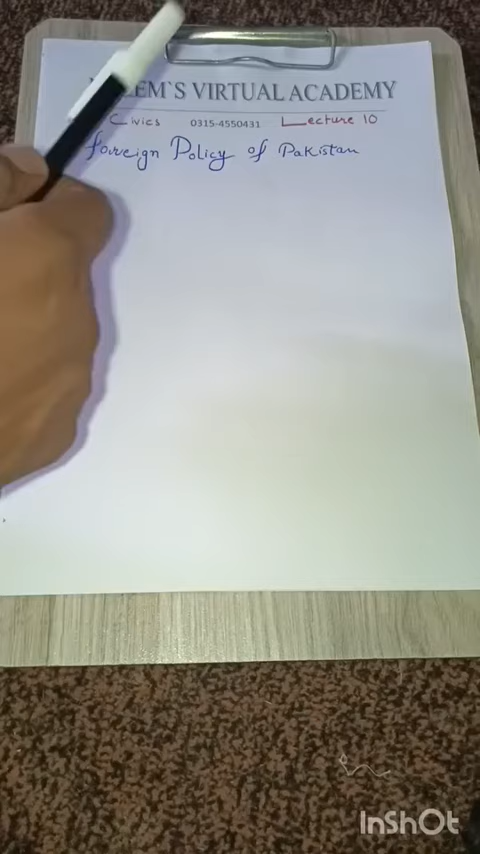 VIRTUAL ACADEMY
Civics 0315-4550431 Lecture 10
foreign Policy of Pakistan
InShOt